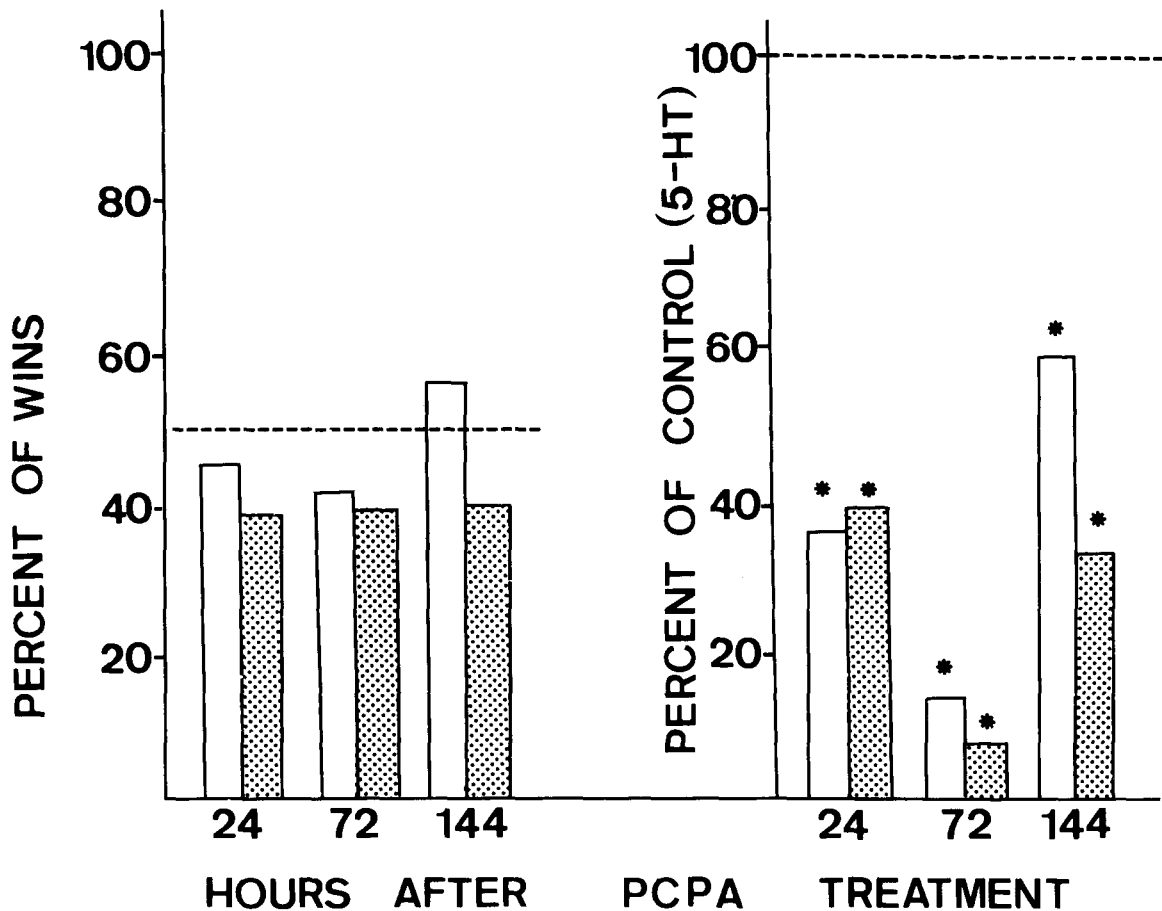 PERCENT OF WINS
100
80
60
40
20
24 72 144
PERCENT OF CONTROL (5-HT)
100
80
60
40
20
* *
* *
* *
24 72 144
HOURS AFTER PCPA TREATMENT